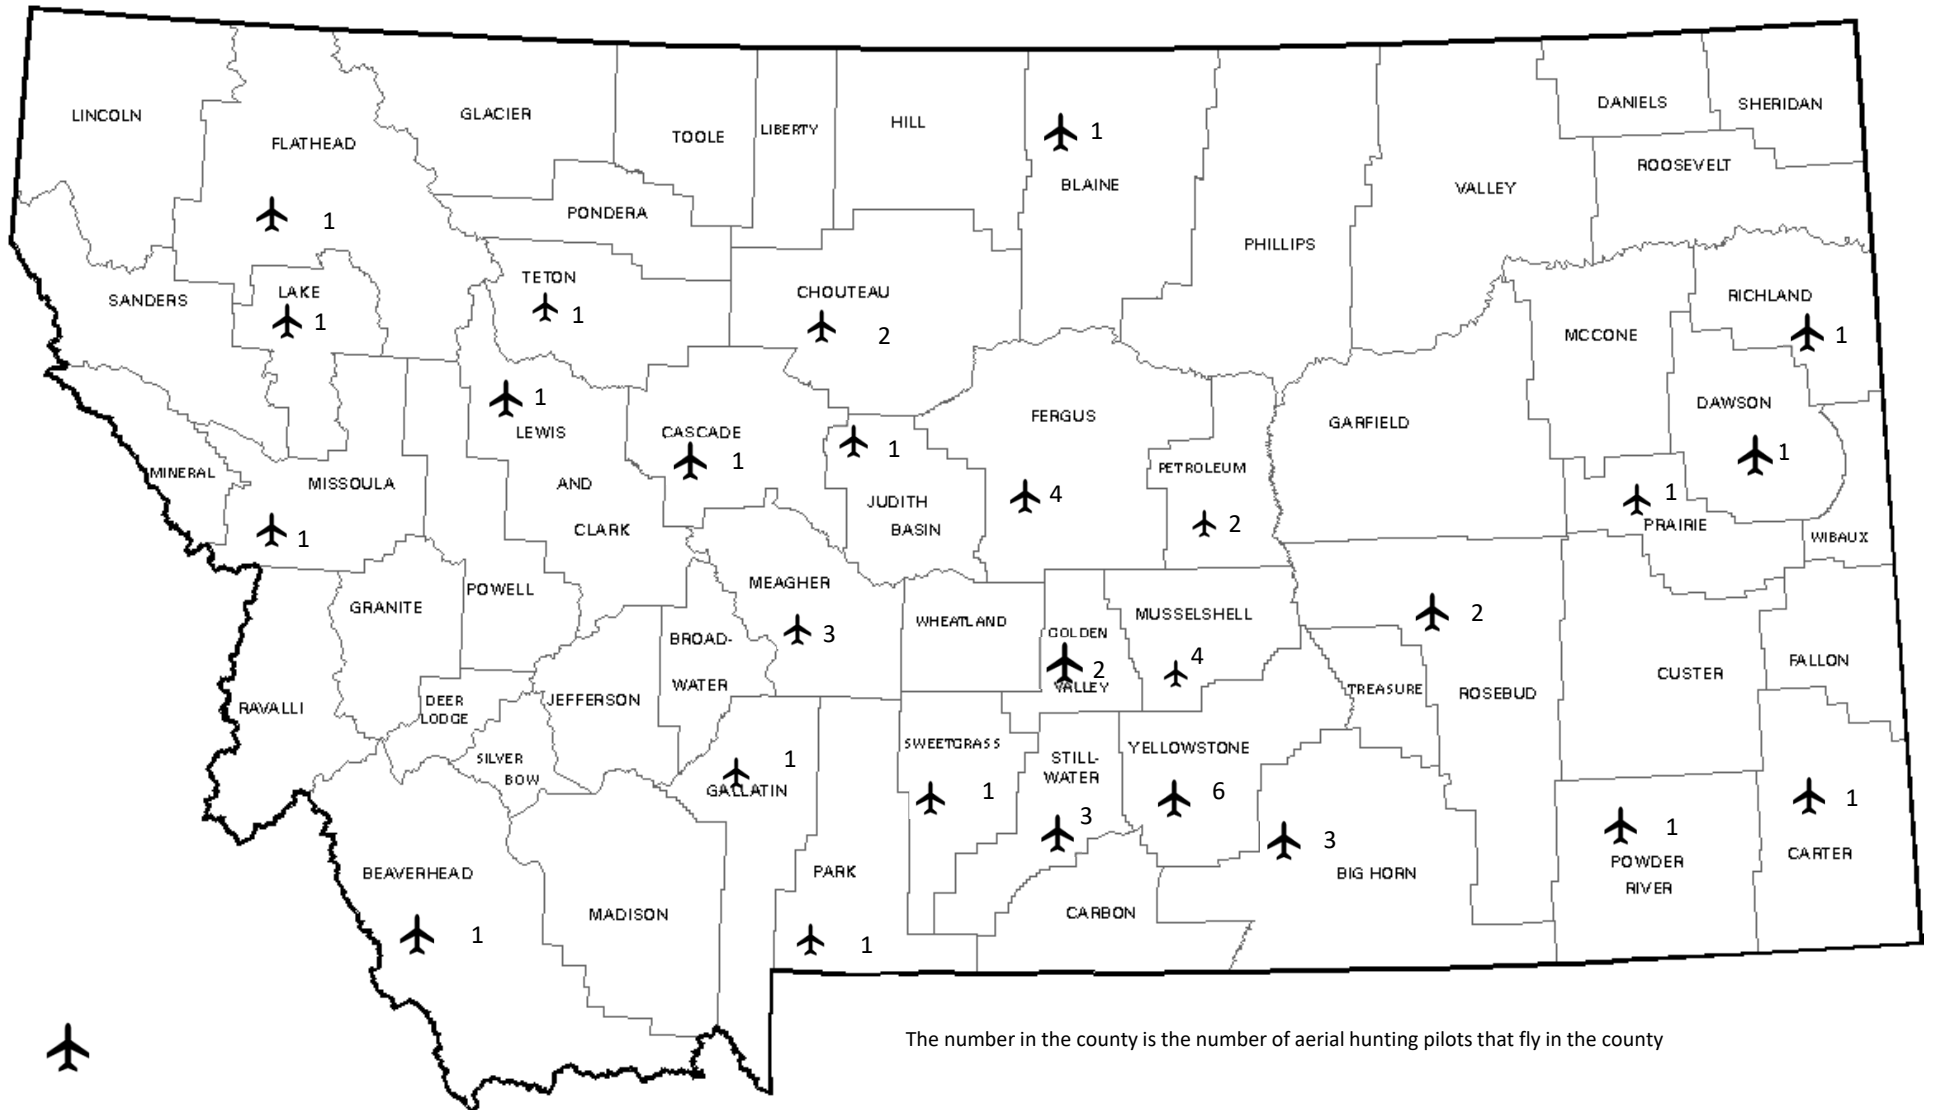 LINCOLN
FLATHEAD
1
GLACIER
TOOLE
LIBERTY
HILL
1
BLAINE
PHILLIPS
VALLEY
DANIELS
SHERIDAN
ROOSEVELT
PONDERA
SANDERS
LAKE
1
TETON
1
CHOUTEAU
2
RICHLAND
1
MCCONE
DAWSON
1
1
LEWIS
AND
CLARK
CASCADE
1
1
JUDITH
BASIN
FERGUS
4
PETROLEUM
2
GARFIELD
1
PRAIRIE
WIBAUX
MINERAL
MISSOULA
1
GRANITE
POWELL
MEAGHER
3
WHEATLAND
GOLDEN
2
VALLEY
MUSSELSHELL
4
2
ROSEBUD
TREASURE
CUSTER
FALLON
BROAD-
WATER
RAVALLI
DEER
LODGE
JEFFERSON
SILVER
BOW
1
GALLATIN
SWEETGRASS
1
STILL-
WATER
3
YELLOWSTONE
6
3
BIG HORN
1
POWDER
RIVER
1
CARTER
BEAVERHEAD
1
MADISON
PARK
1
CARBON
The number in the county is the number of aerial hunting pilots that fly in the county